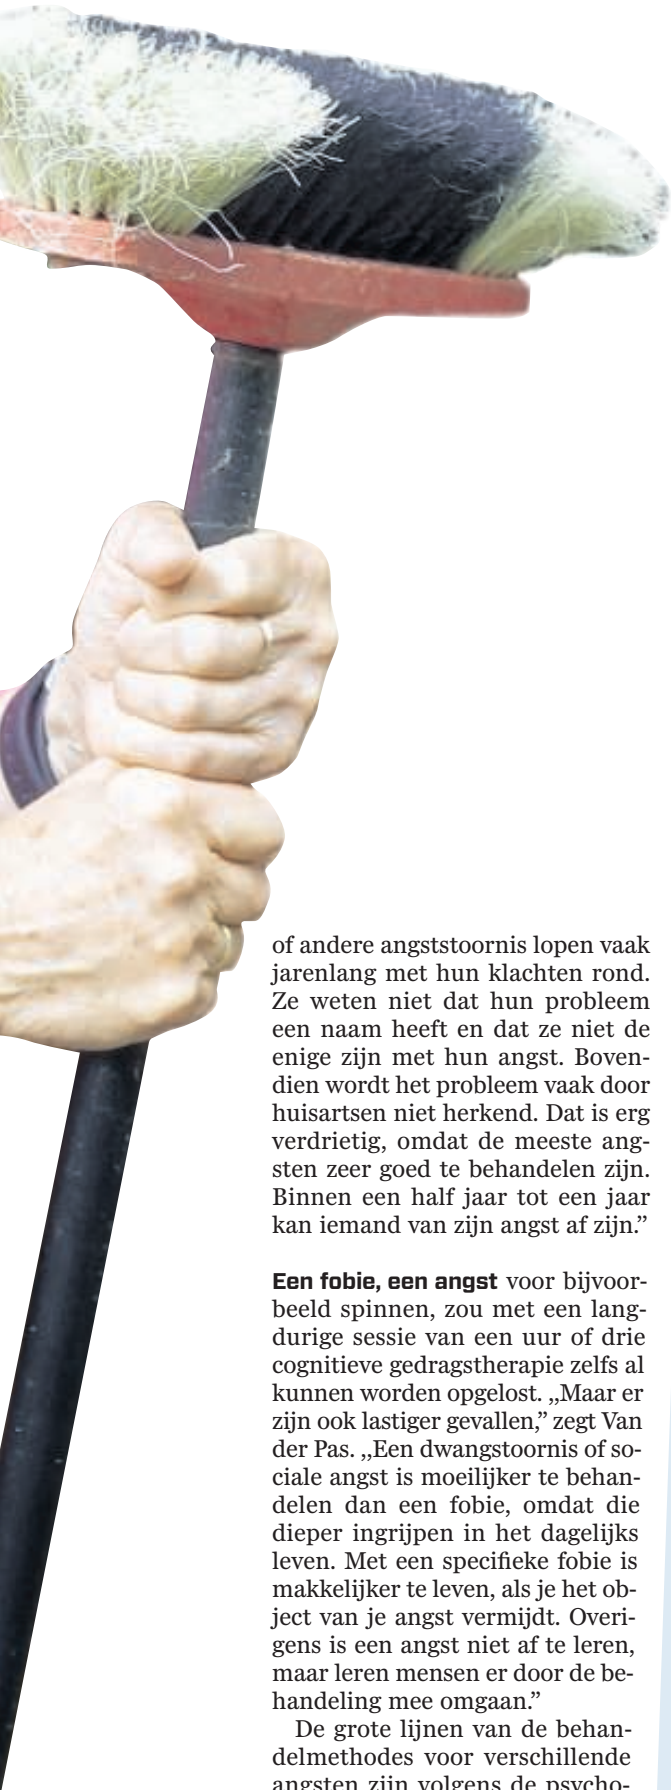 of andere angststoornis lopen vaak
jarenlang met hun klachten rond.
Ze weten niet dat hun probleem
een naam heeft en dat ze niet de
enige zijn met hun angst. Boven-
dien wordt het probleem vaak door
huisartsen niet herkend. Dat is erg
verdrietig, omdat de meeste ang-
sten zeer goed te behandelen zijn.
Binnen een half jaar tot een jaar
kan iemand van zijn angst af zijn.”
Een fobie, een angst voor bijvoor-
beeld spinnen, zou met een lang-
durige sessie van een uur of drie
cognitieve gedragstherapie zelfs al
kunnen worden opgelost. „Maar er
zijn ook lastiger gevallen,” zegt Van
der Pas. „Een dwangstoornis of so-
ciale angst is moeilijker te behan-
delen dan een fobie, omdat die
dieper ingrijpen in het dagelijks
leven. Met een specifieke fobie is
makkelijker te leven, als je het ob-
ject van je angst vermijdt. Overi-
gens is een angst niet af te leren,
maar leren mensen er door de be-
handeling mee omgaan.”
De grote lijnen van de behan-
delmethodes voor verschillende
angsten zijn volgens de psycho-